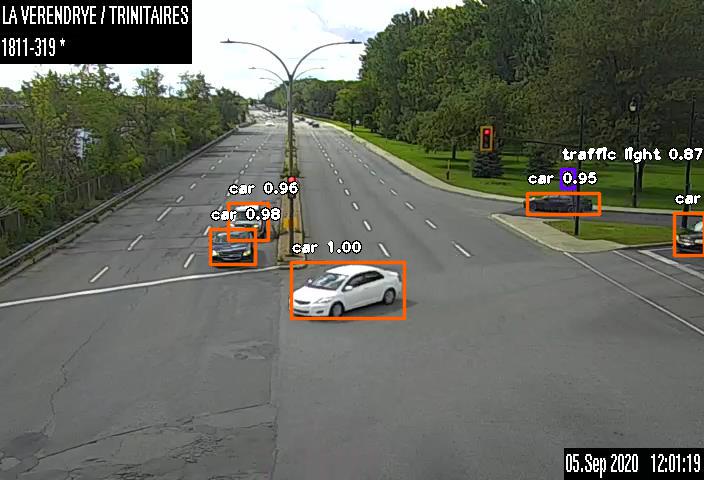 LA VERENDRYE / TRINITAIRES
1811-319 *
traffic light 0.87
car 0.95
car 0.96
car
car 0.98
car 1.00
05.Sep 2020 12:01:19